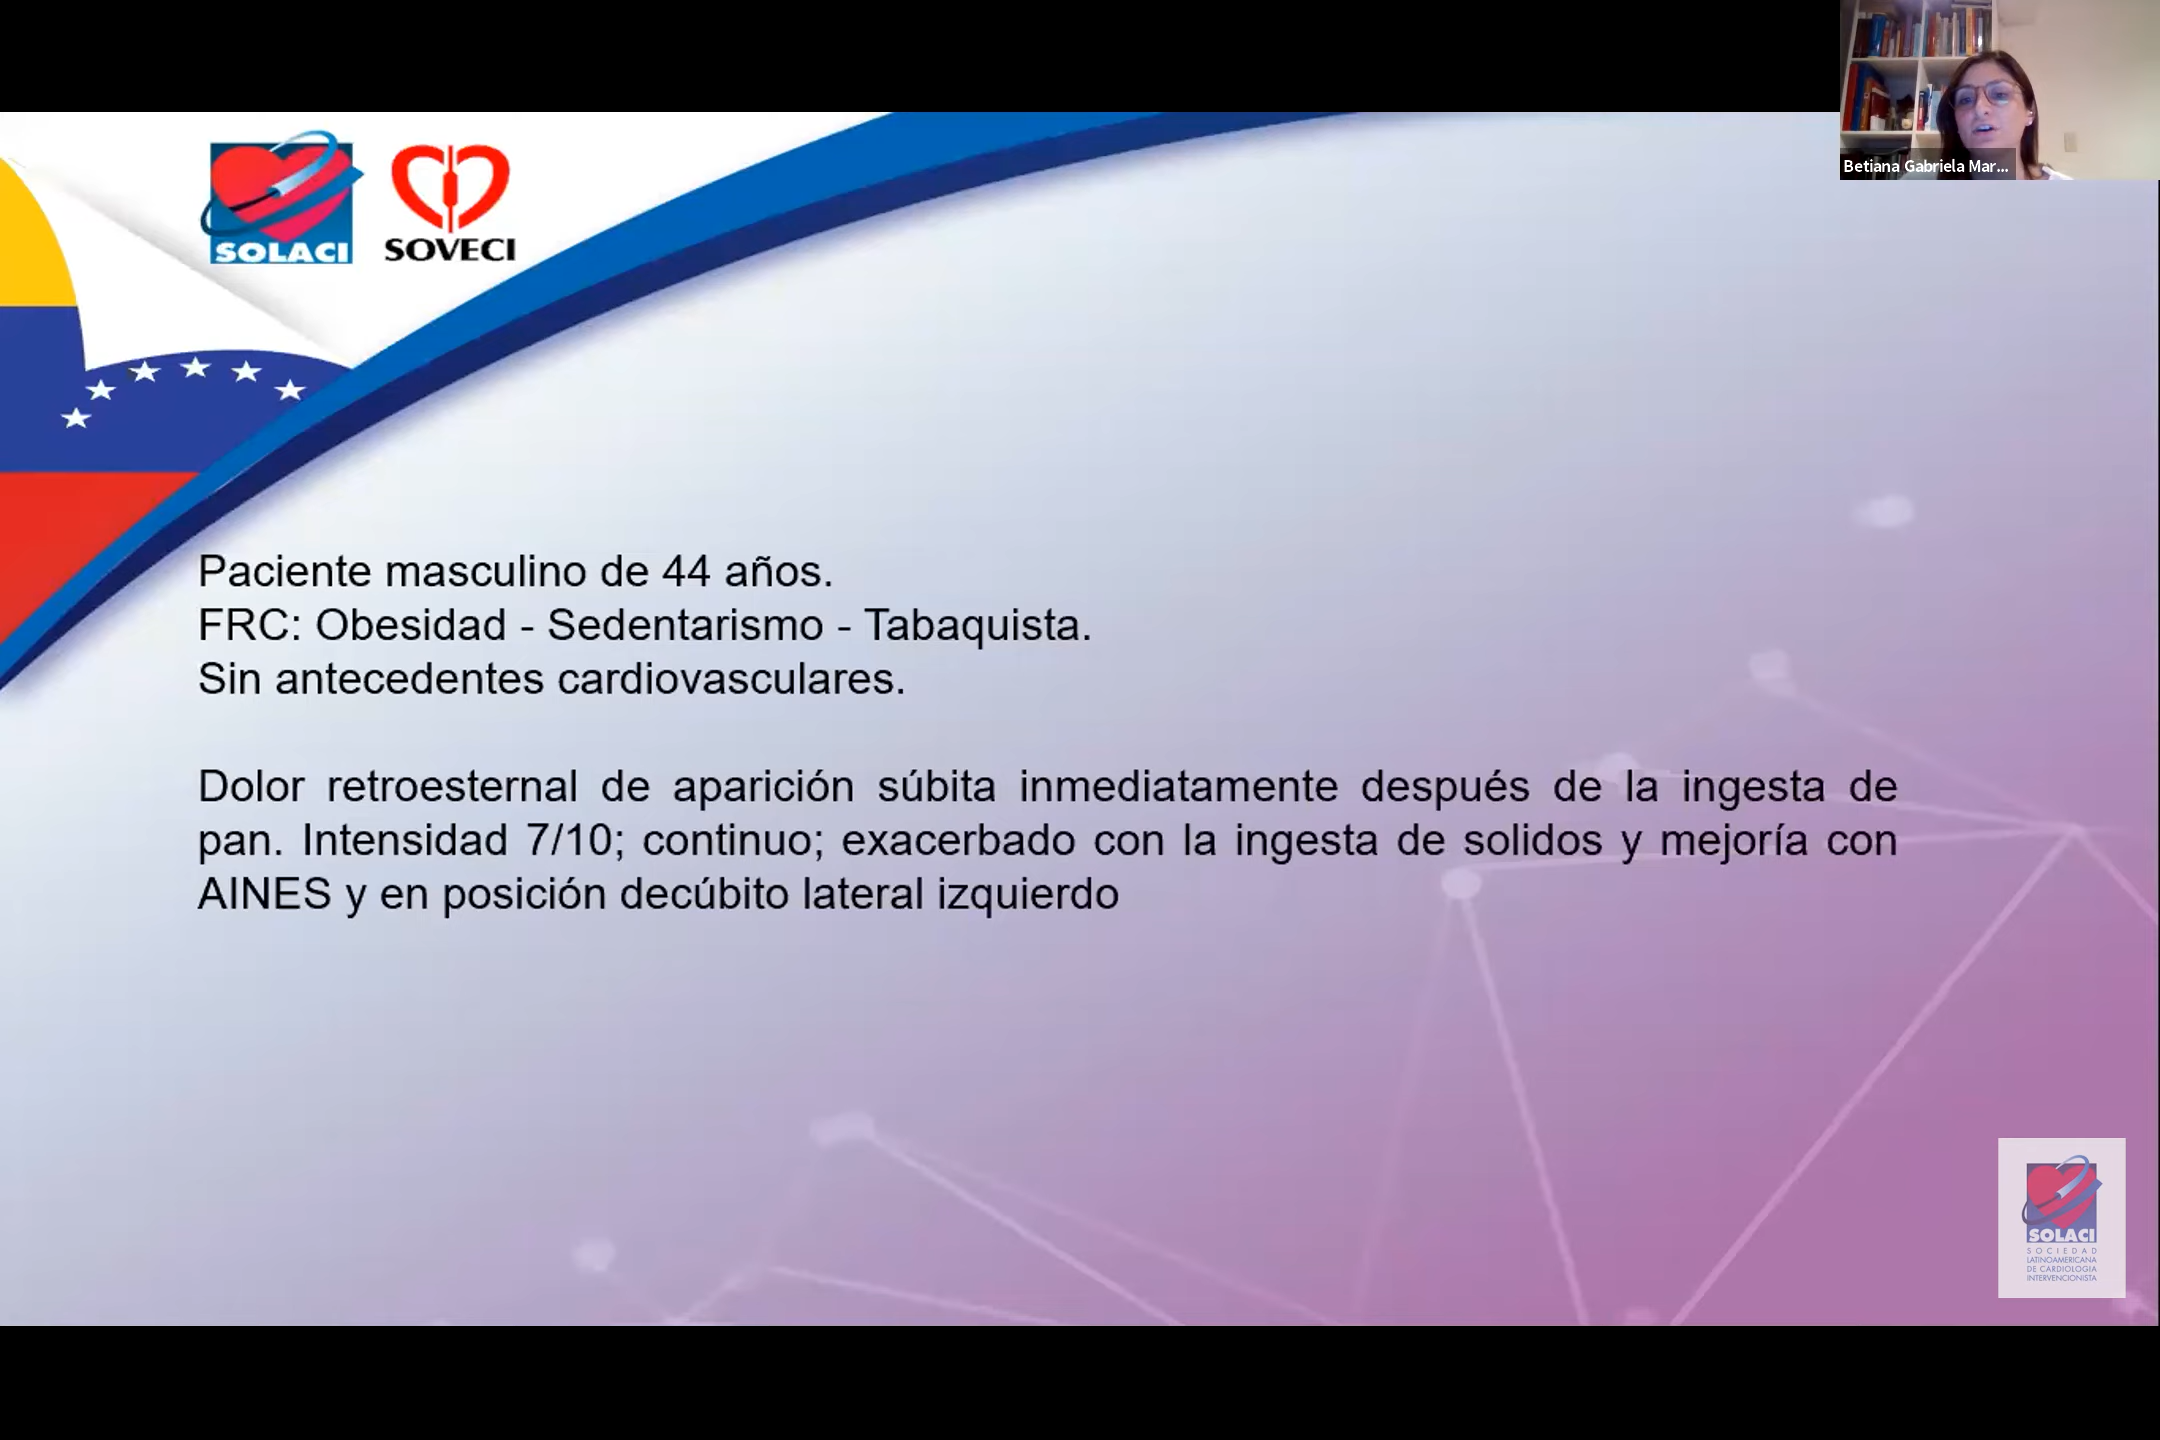 Betiana Gabriela Mar...
SOLACI
SOVECI
Paciente masculino de 44 años.
FRC: Obesidad - Sedentarismo - Tabaquista.
Sin antecedentes cardiovasculares.
Dolor retroesternal de aparición súbita inmediatamente después de la ingesta de
pan. Intensidad 7/10; continuo; exacerbado con la ingesta de solidos y mejoría con
AINES y en posición decúbito lateral izquierdo
SOLACI
SOCIEDAD
LATINOAMERICANA
DE CARDIOLOGIA
INTERVENCIONISTA